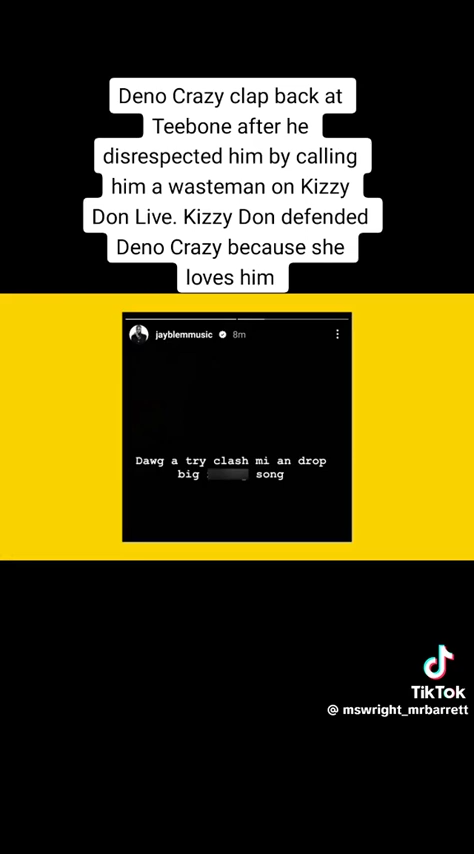 Deno Crazy clap back at
Teebone after he
disrespected him by calling
him a wasteman on Kizzy
Don Live. Kizzy Don defended
Deno Crazy because she
loves him
jayblemmusic 8m
Dawg a try clash mi an drop
big song
TikTok
@ mswright_mrbarrett